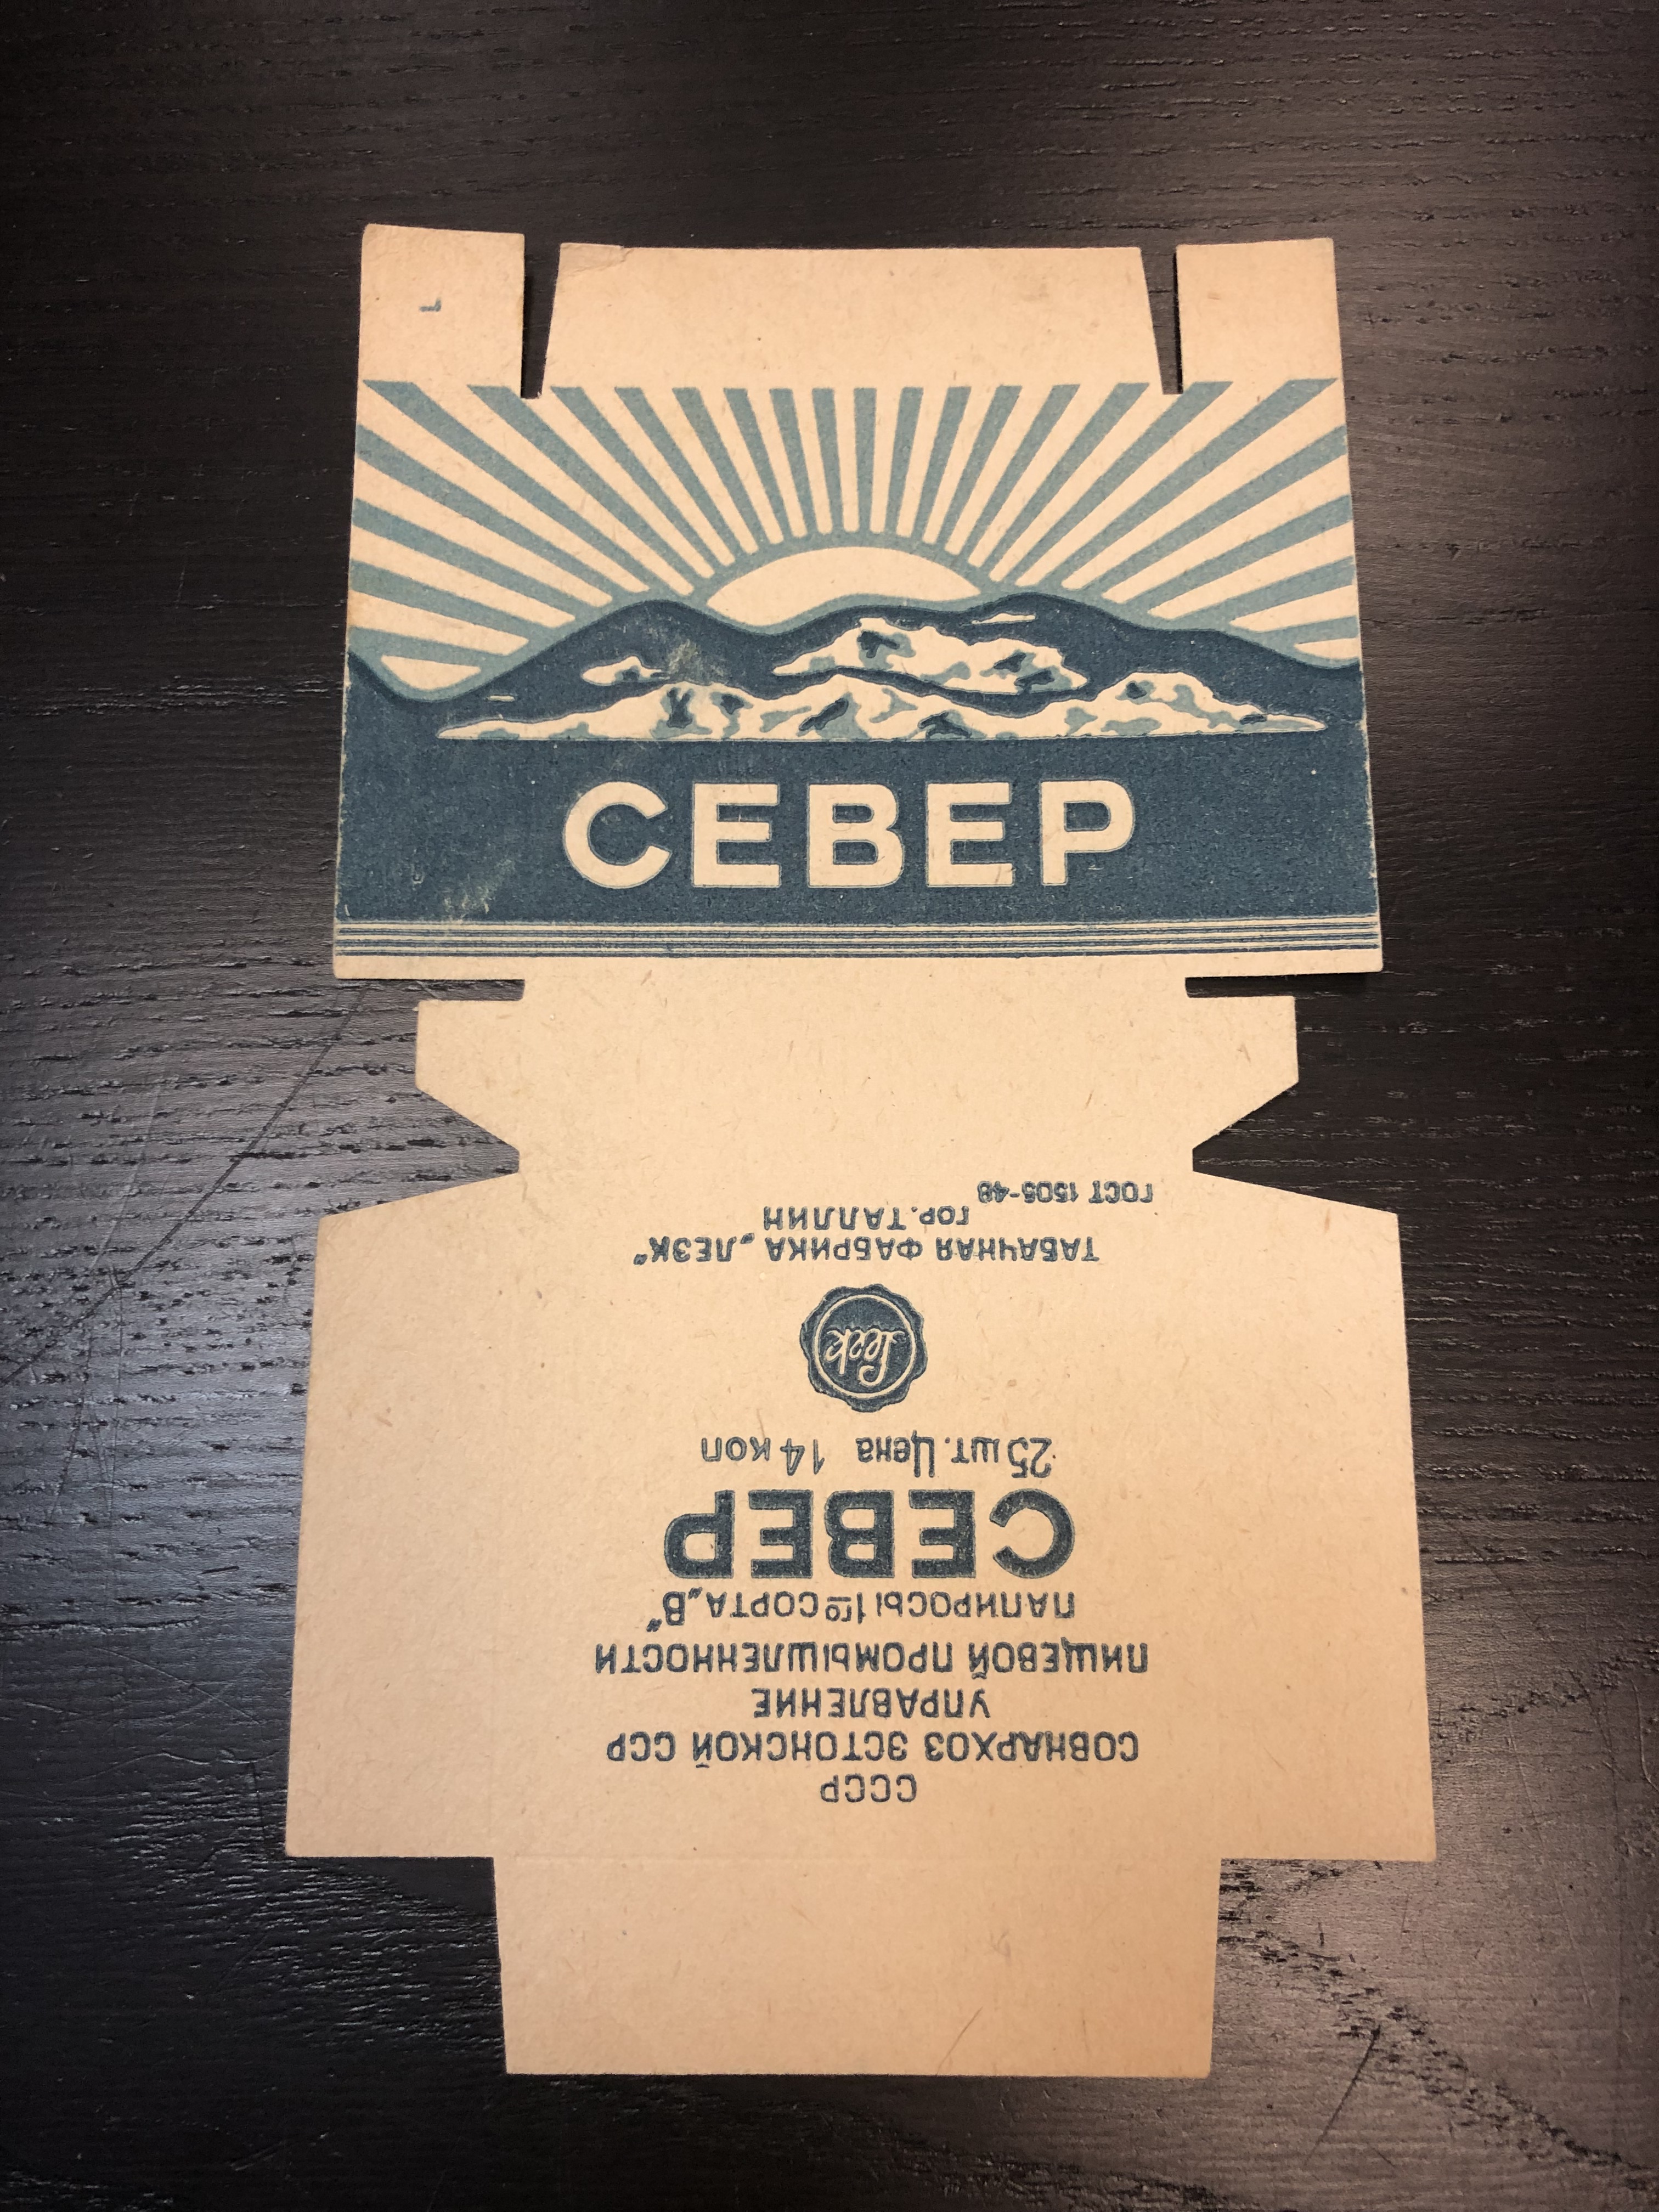 СЕВЕР
СССР
СОВНАРХОЗ ЭСТОНСКОЙ ССР
УПРАВЛЕНИЕ
ПИЩЕВОЙ ПРОМЫШЛЕННОСТИ
ПАПИРОСЫ 1го СОРТА „В“
СЕВЕР
25 шт. Цена 14 коп
Leek
ТАБАЧНАЯ ФАБРИКА „ЛЕЭК“
ГОР. ТАЛЛИН
ГОСТ 1505-48